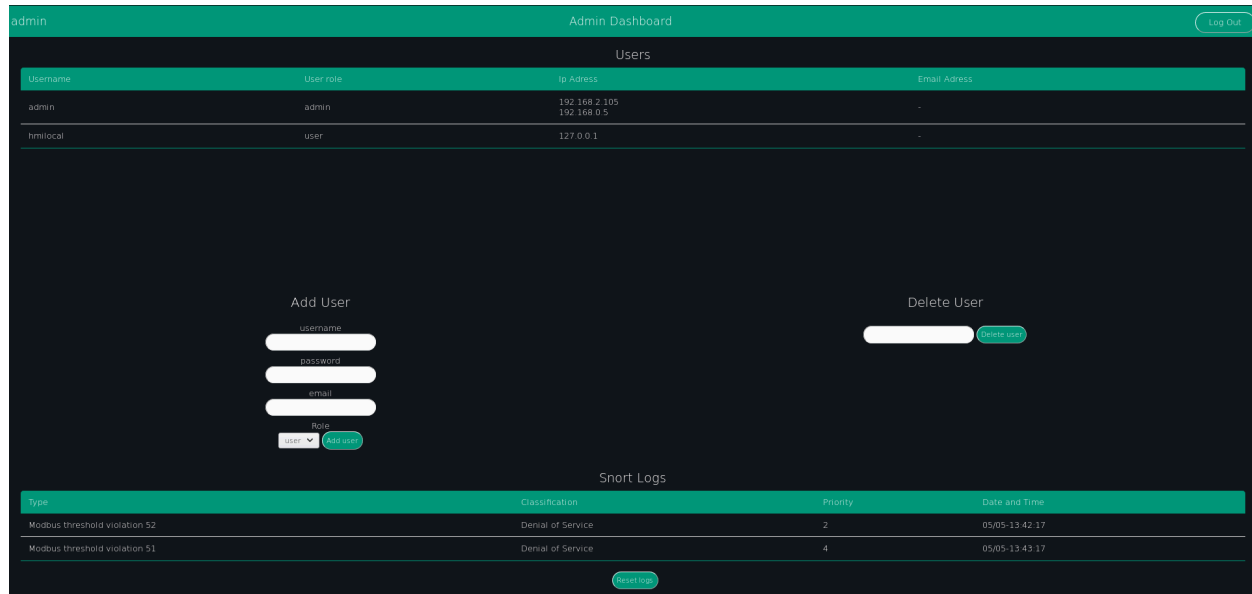 admin Admin Dashboard Log Out
Users
Username User role Ip Adress Email Adress
admin admin 192.168.2.105 -
192.168.0.5
hmilocal user 127.0.0.1 -
Add User Delete User
username
Delete user
password
email
Role
user Add user
Snort Logs
Type Classification Priority Date and Time
Modbus threshold violation 52 Denial of Service 2 05/05-13:42:17
Modbus threshold violation 51 Denial of Service 4 05/05-13:43:17
Reset logs